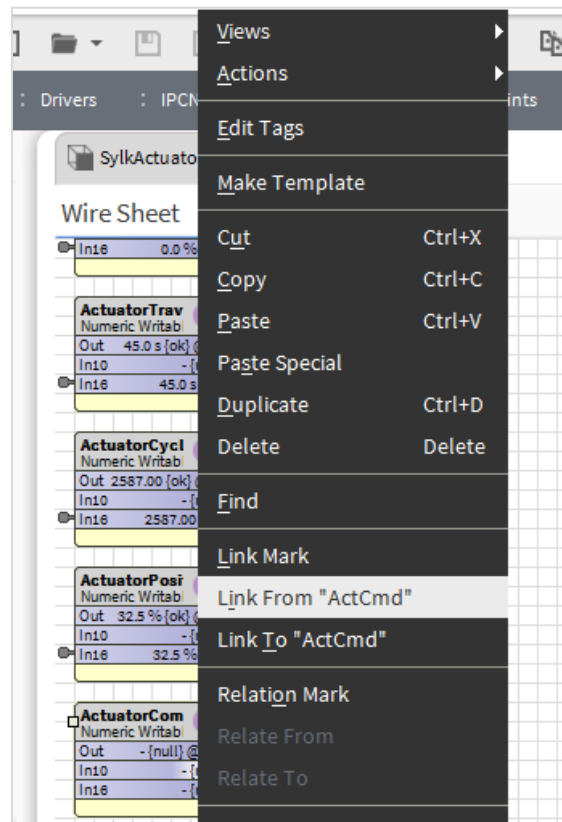 Drivers : IPCN
ints
SylkActuato
Wire Sheet
In16 0.0 %
ActuatorTrav
Numeric Writabl
Out 45.0 s {ok} @
In10 - {n
In16 45.0 s
ActuatorCycl
Numeric Writabl
Out 2587.00 {ok} @
In10 - {n
In16 2587.00
ActuatorPosi
Numeric Writabl
Out 32.5 % {ok} @
In10 - {n
In16 32.5 %
ActuatorCom
Numeric Writabl
Out - {null} @
In10 - {n
In16 - {n
Views
Actions
Edit Tags
Make Template
Cut Ctrl+X
Copy Ctrl+C
Paste Ctrl+V
Paste Special
Duplicate Ctrl+D
Delete Delete
Find
Link Mark
Link From "ActCmd"
Link To "ActCmd"
Relation Mark
Relate From
Relate To